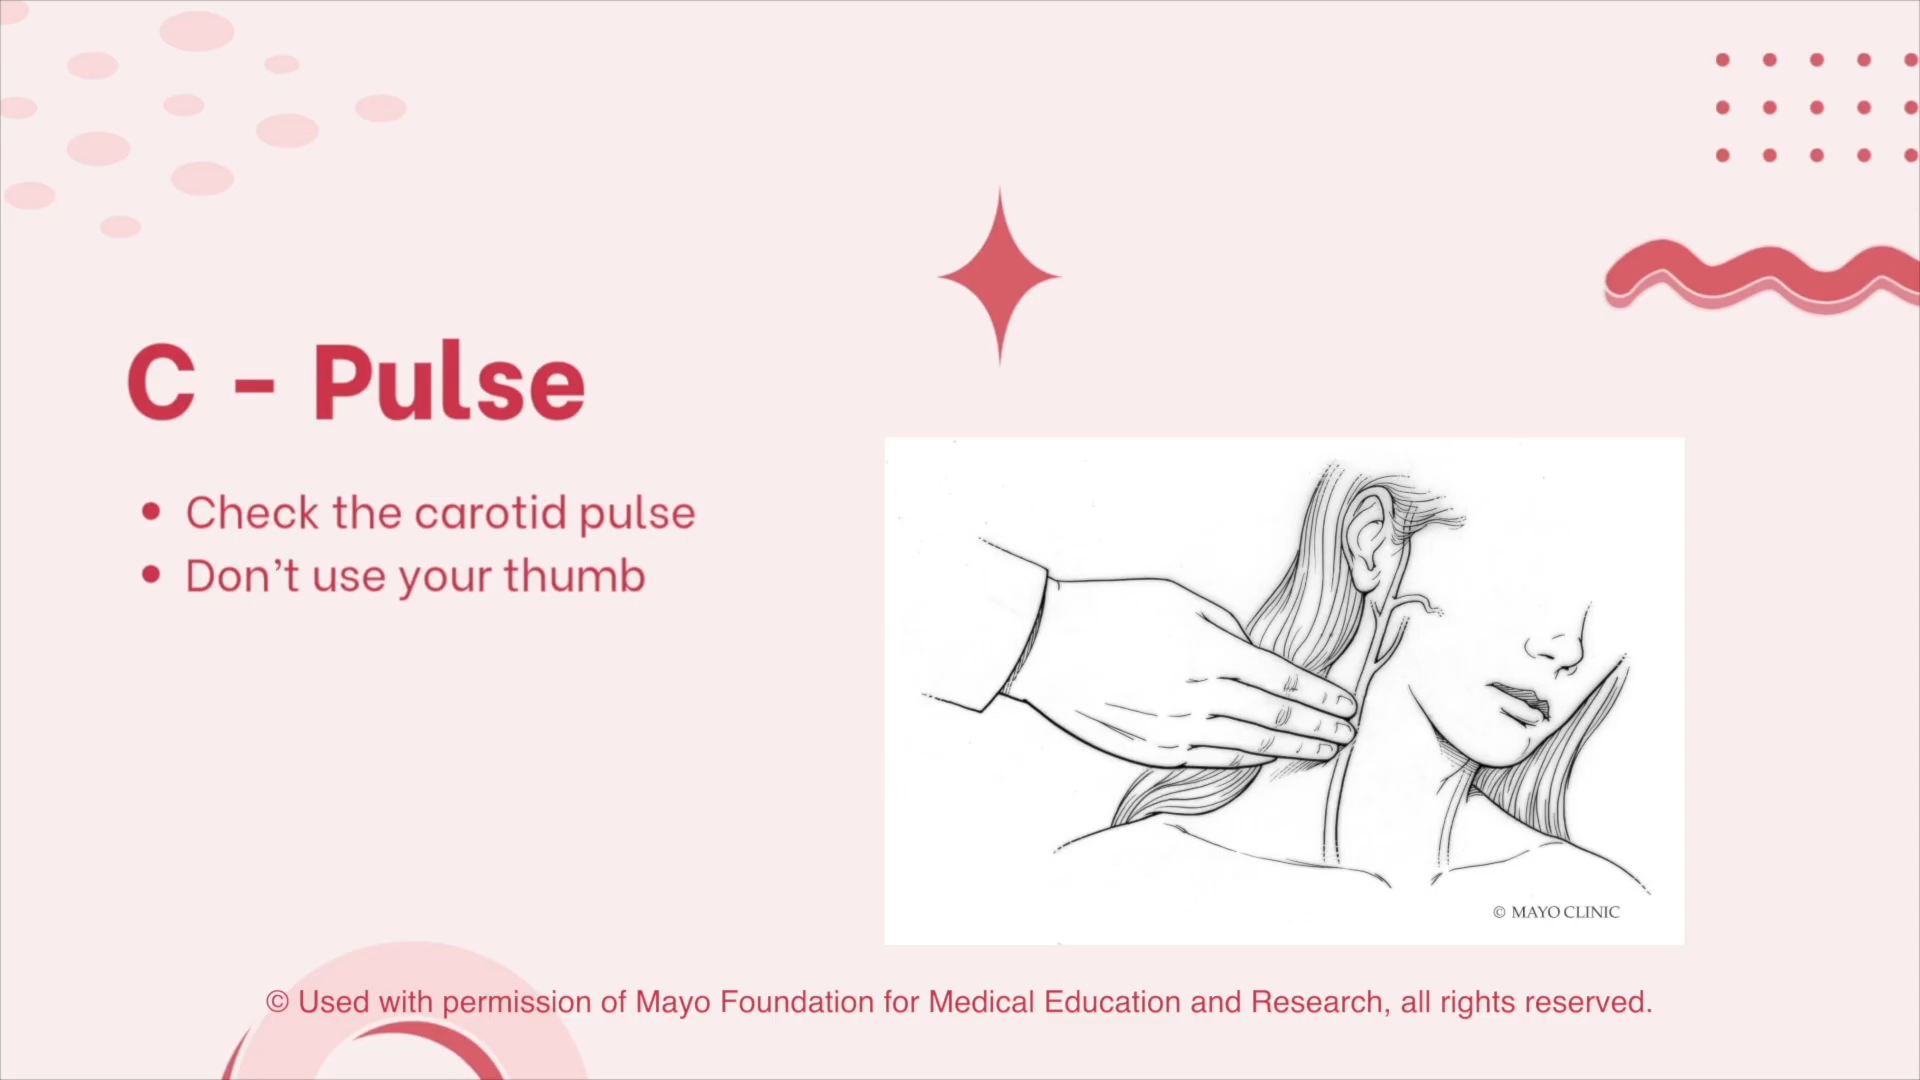 C - Pulse
• Check the carotid pulse
• Don’t use your thumb
© MAYO CLINIC
© Used with permission of Mayo Foundation for Medical Education and Research, all rights reserved.